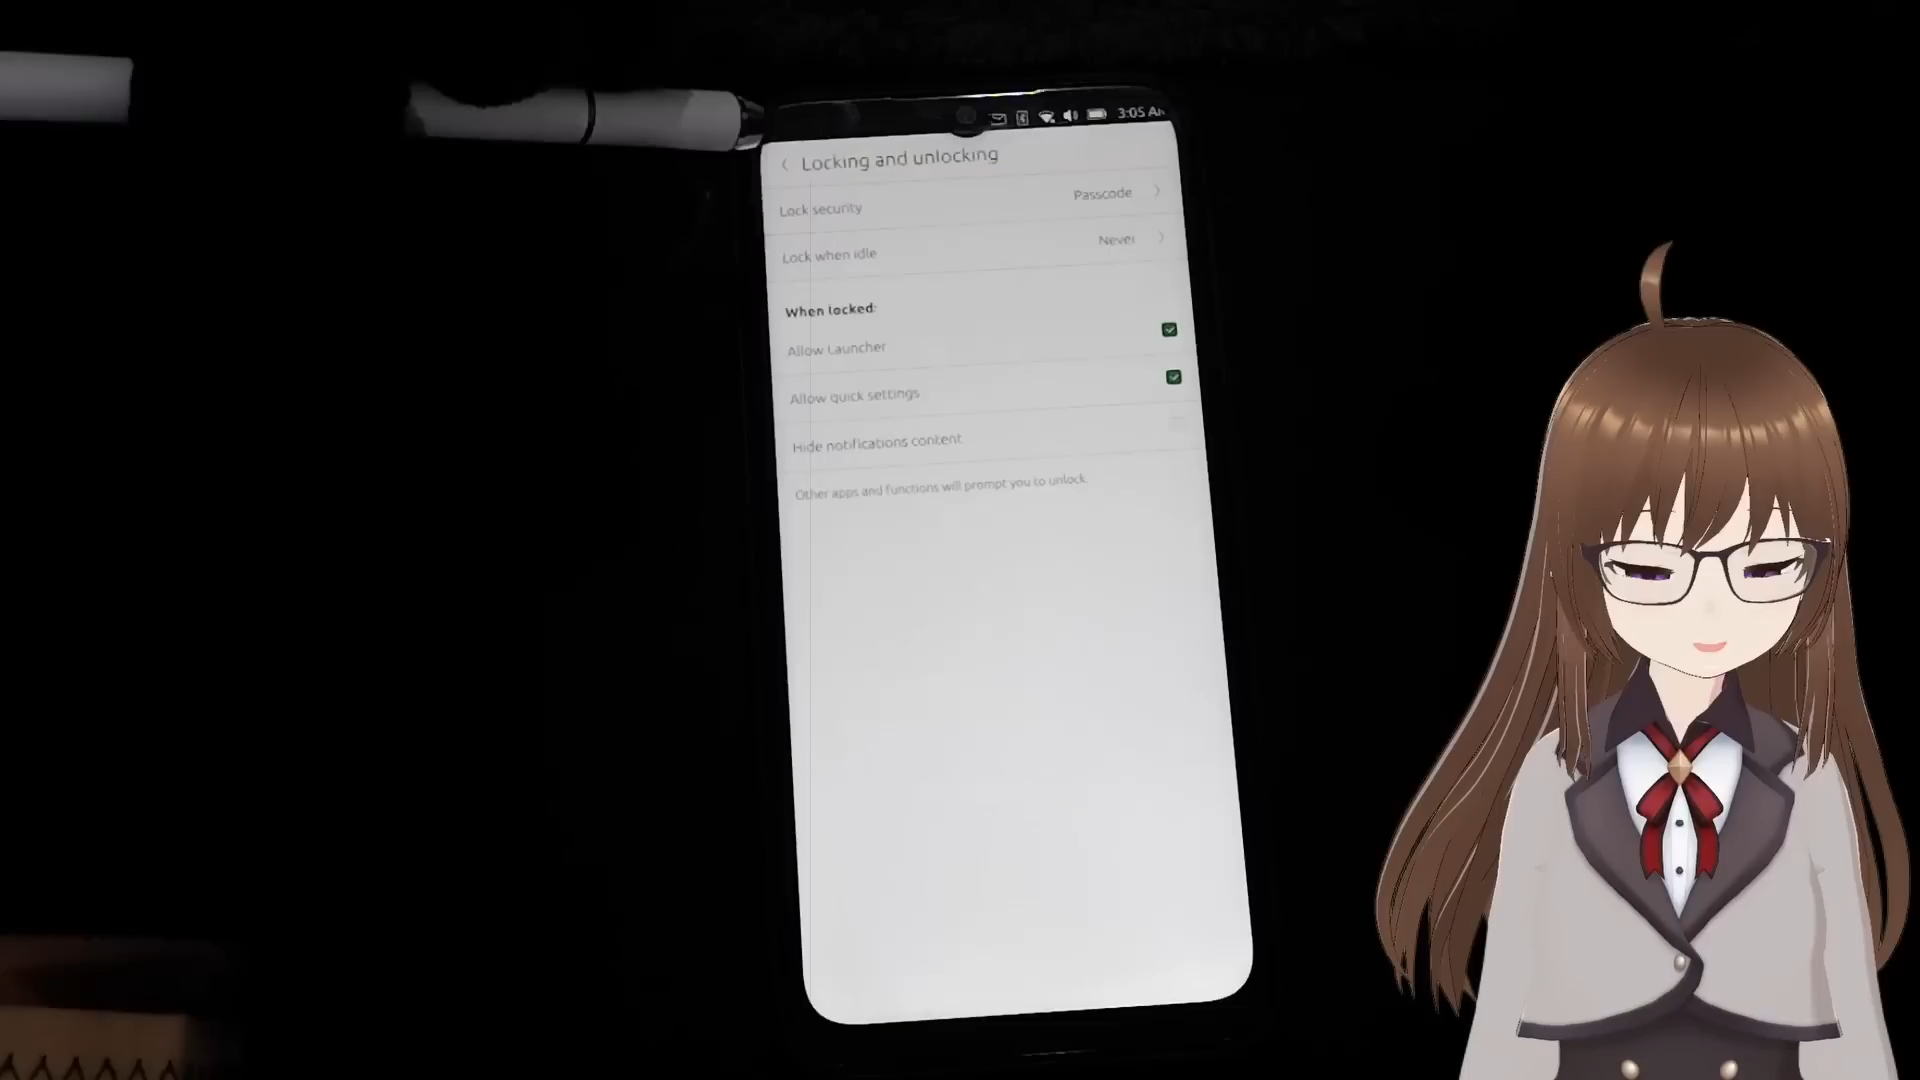 3:05 AM
Locking and unlocking
Lock security
Passcode
Lock when idle
Never
When locked:
Allow Launcher
Allow quick settings
Hide notifications content
Other apps and functions will prompt you to unlock.